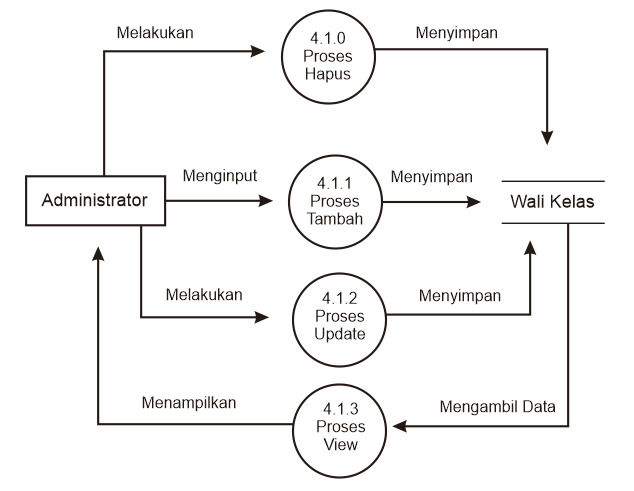 Melakukan
4.1.0
Proses
Hapus
Menyimpan
Administrator
Menginput
4.1.1
Proses
Tambah
Menyimpan
Wali Kelas
Melakukan
4.1.2
Proses
Update
Menyimpan
Menampilkan
4.1.3
Proses
View
Mengambil Data